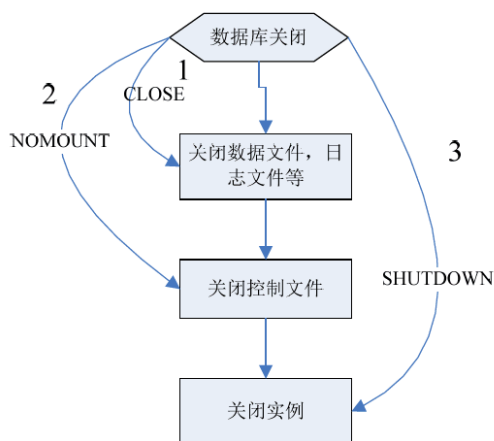 数据库关闭
1
CLOSE
2
NOMOUNT
3
关闭数据文件，日
志文件等
关闭控制文件
SHUTDOWN
关闭实例